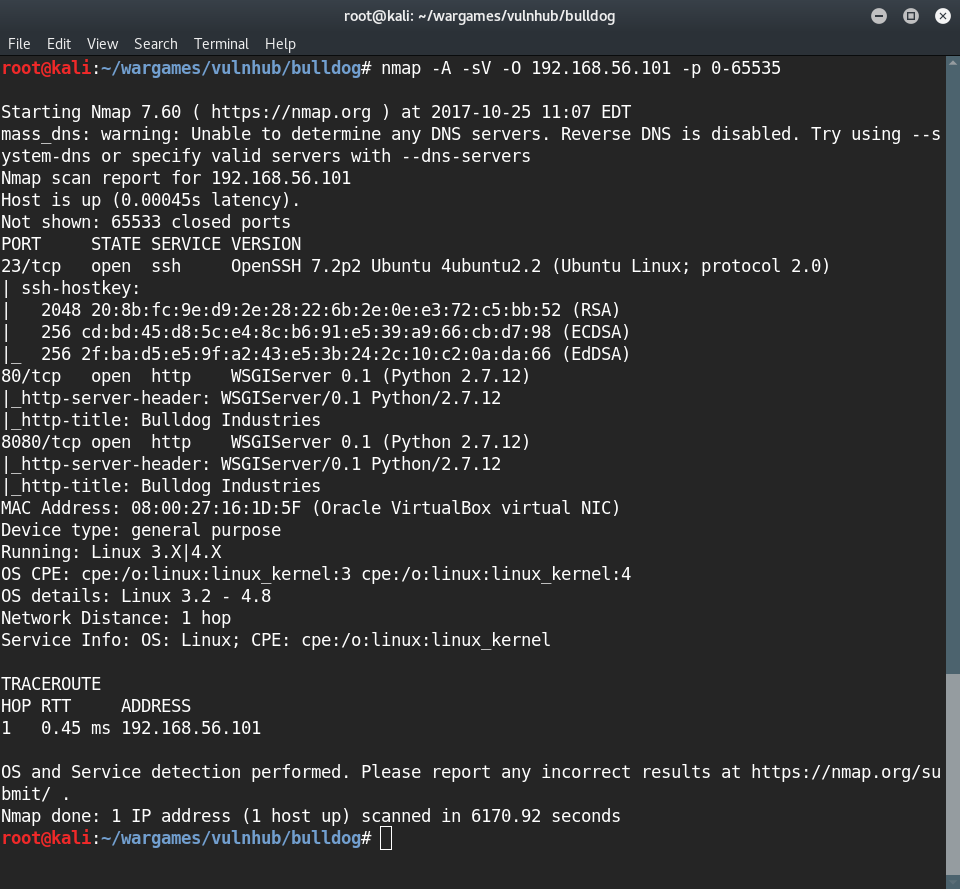 root@kali: ~/wargames/vulnhub/bulldog
File Edit View Search Terminal Help
root@kali:~/wargames/vulnhub/bulldog# nmap -A -sV -O 192.168.56.101 -p 0-65535
Starting Nmap 7.60 ( https://nmap.org ) at 2017-10-25 11:07 EDT
mass_dns: warning: Unable to determine any DNS servers. Reverse DNS is disabled. Try using --s
ystem-dns or specify valid servers with --dns-servers
Nmap scan report for 192.168.56.101
Host is up (0.00045s latency).
Not shown: 65533 closed ports
PORT     STATE SERVICE VERSION
23/tcp   open  ssh     OpenSSH 7.2p2 Ubuntu 4ubuntu2.2 (Ubuntu Linux; protocol 2.0)
| ssh-hostkey:
|   2048 20:8b:fc:9e:d9:2e:28:22:6b:2e:0e:e3:72:c5:bb:52 (RSA)
|   256 cd:bd:45:d8:5c:e4:8c:b6:91:e5:39:a9:66:cb:d7:98 (ECDSA)
|_  256 2f:ba:d5:e5:9f:a2:43:e5:3b:24:2c:10:c2:0a:da:66 (EdDSA)
80/tcp   open  http    WSGIServer 0.1 (Python 2.7.12)
|_http-server-header: WSGIServer/0.1 Python/2.7.12
|_http-title: Bulldog Industries
8080/tcp open  http    WSGIServer 0.1 (Python 2.7.12)
|_http-server-header: WSGIServer/0.1 Python/2.7.12
|_http-title: Bulldog Industries
MAC Address: 08:00:27:16:1D:5F (Oracle VirtualBox virtual NIC)
Device type: general purpose
Running: Linux 3.X|4.X
OS CPE: cpe:/o:linux:linux_kernel:3 cpe:/o:linux:linux_kernel:4
OS details: Linux 3.2 - 4.8
Network Distance: 1 hop
Service Info: OS: Linux; CPE: cpe:/o:linux:linux_kernel
TRACEROUTE
HOP RTT     ADDRESS
1   0.45 ms 192.168.56.101
OS and Service detection performed. Please report any incorrect results at https://nmap.org/su
bmit/ .
Nmap done: 1 IP address (1 host up) scanned in 6170.92 seconds
root@kali:~/wargames/vulnhub/bulldog#